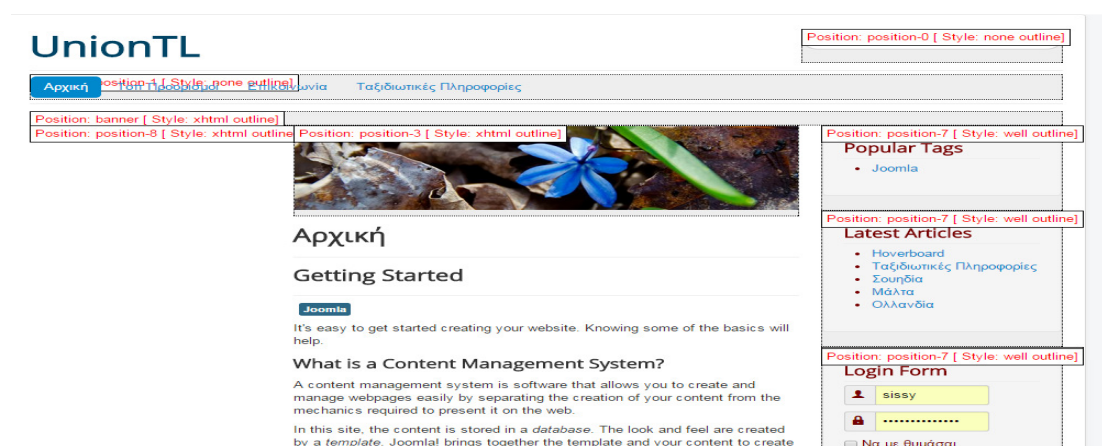 UnionTL
Position: position-0 [ Style: none outline]
position-1 [ Style: none outline]
Αρχική Τοπ Προορισμοί Επικοινωνία Ταξιδιωτικές Πληροφορίες
Position: banner [ Style: xhtml outline]
Position: position-8 [ Style: xhtml outline
Position: position-3 [ Style: xhtml outline]
Αρχική
Getting Started
Joomla
It's easy to get started creating your website. Knowing some of the basics will
help.
What is a Content Management System?
A content management system is software that allows you to create and
manage webpages easily by separating the creation of your content from the
mechanics required to present it on the web.
In this site, the content is stored in a database. The look and feel are created
by a template. Joomla! brings together the template and your content to create
Position: position-7 [ Style: well outline]
Popular Tags
Joomla
Position: position-7 [ Style: well outline]
Latest Articles
Hoverboard
Ταξιδιωτικές Πληροφορίες
Σουηδία
Μάλτα
Ολλανδία
Position: position-7 [ Style: well outline]
Login Form
sissy
Να με θυμάσαι